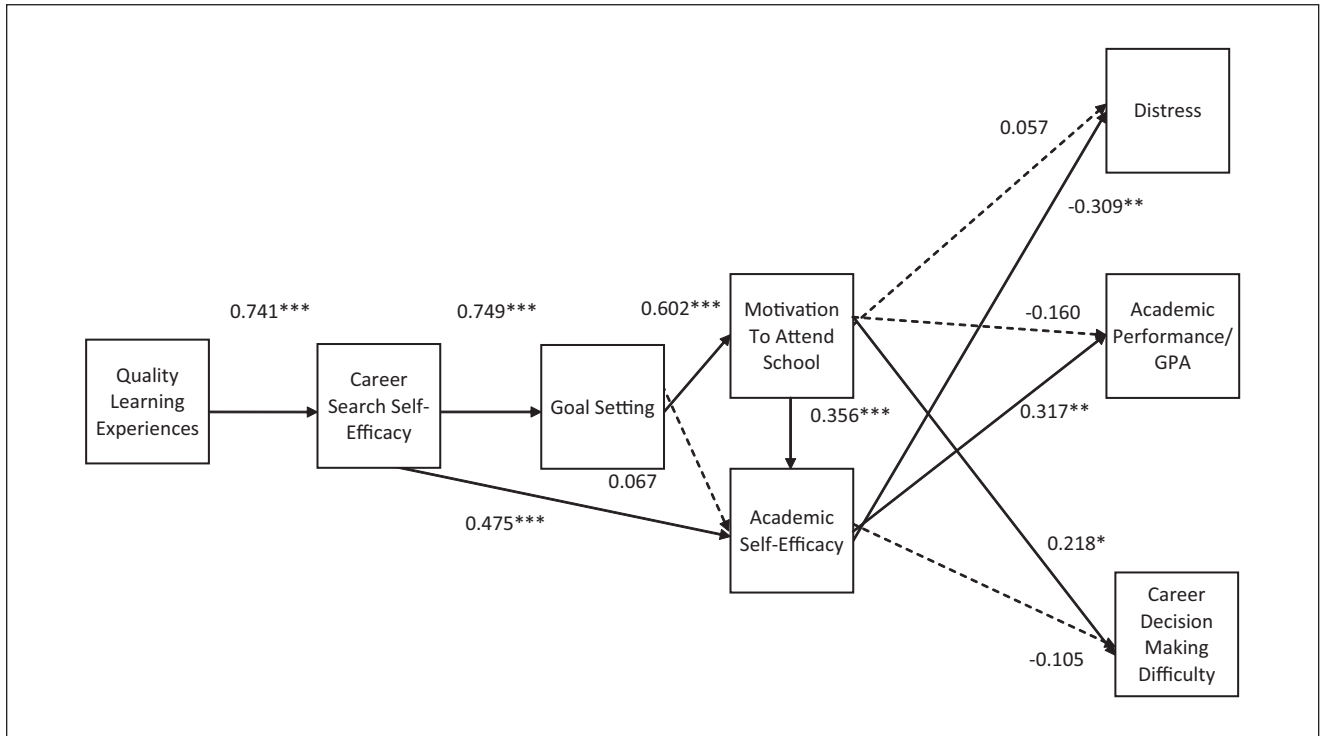 Distress
0.057
-0.309**
Quality
Learning
Experiences
0.741***
Career
Search Self-
Efficacy
0.749***
Goal Setting
0.602***
Motivation
To Attend
School
-0.160
Academic
Performance/
GPA
0.356***
0.317**
0.067
0.475***
Academic
Self-Efficacy
0.218*
-0.105
Career
Decision
Making
Difficulty